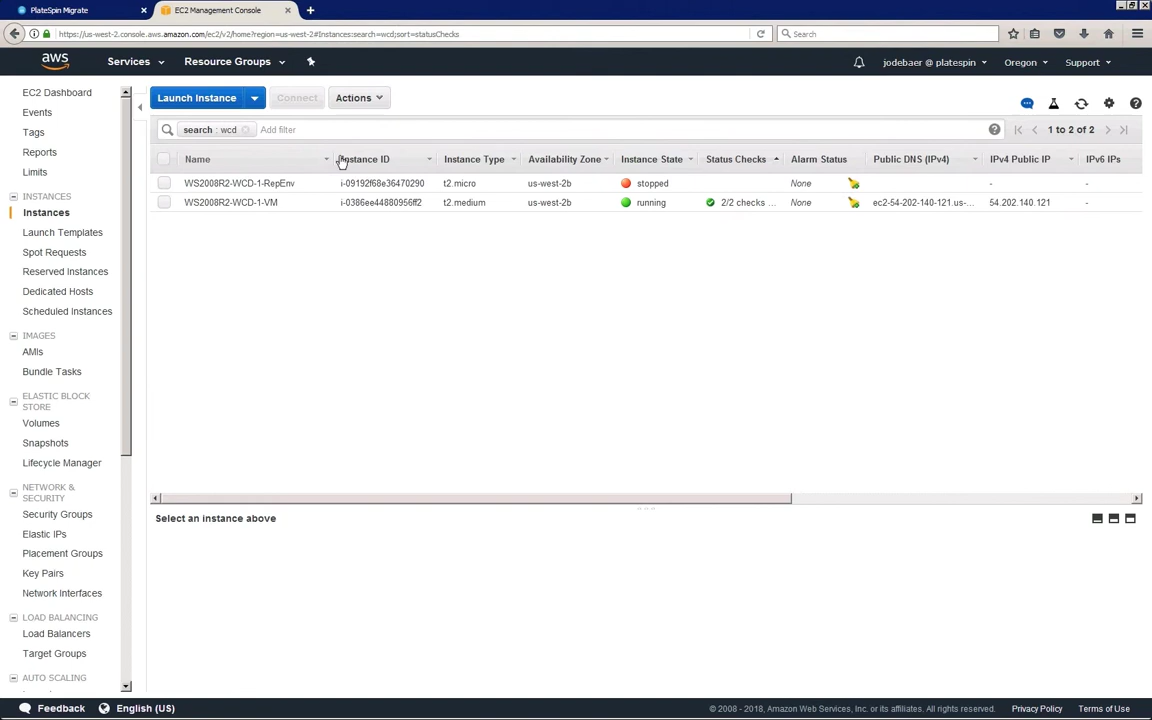 PlateSpin Migrate × EC2 Management Console × +
https://us-west-2.console.aws.amazon.com/ec2/v2/home?region=us-west-2#Instances:search=wcd;sort=statusChecks Search
aws Services Resource Groups jodebaer @ platespin Oregon Support
EC2 Dashboard
Events
Tags
Reports
Limits
INSTANCES
Instances
Launch Templates
Spot Requests
Reserved Instances
Dedicated Hosts
Scheduled Instances
IMAGES
AMIs
Bundle Tasks
ELASTIC BLOCK
STORE
Volumes
Snapshots
Lifecycle Manager
NETWORK &
SECURITY
Security Groups
Elastic IPs
Placement Groups
Key Pairs
Network Interfaces
LOAD BALANCING
Load Balancers
Target Groups
AUTO SCALING
Launch Instance Connect Actions
search : wcd Add filter 1 to 2 of 2
Name Instance ID Instance Type Availability Zone Instance State Status Checks Alarm Status Public DNS (IPv4) IPv4 Public IP IPv6 IPs
WS2008R2-WCD-1-RepEnv i-09192f68e36470290 t2.micro us-west-2b stopped None - -
WS2008R2-WCD-1-VM i-0386ee44880956ff2 t2.medium us-west-2b running 2/2 checks ... None ec2-54-202-140-121.us-... 54.202.140.121 -
Select an instance above
Feedback English (US) © 2008 - 2018, Amazon Web Services, Inc. or its affiliates. All rights reserved. Privacy Policy Terms of Use